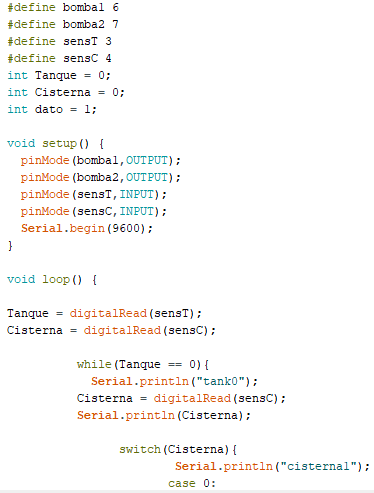 #define bomba1 6
#define bomba2 7
#define sensT 3
#define sensC 4
int Tanque = 0;
int Cisterna = 0;
int dato = 1;
void setup() {
pinMode(bomba1,OUTPUT);
pinMode(bomba2,OUTPUT);
pinMode(sensT,INPUT);
pinMode(sensC,INPUT);
Serial.begin(9600);
}
void loop() {
Tanque = digitalRead(sensT);
Cisterna = digitalRead(sensC);
while(Tanque == 0){
Serial.println("tank0");
Cisterna = digitalRead(sensC);
Serial.println(Cisterna);
switch(Cisterna){
Serial.println("cisterna1");
case 0: